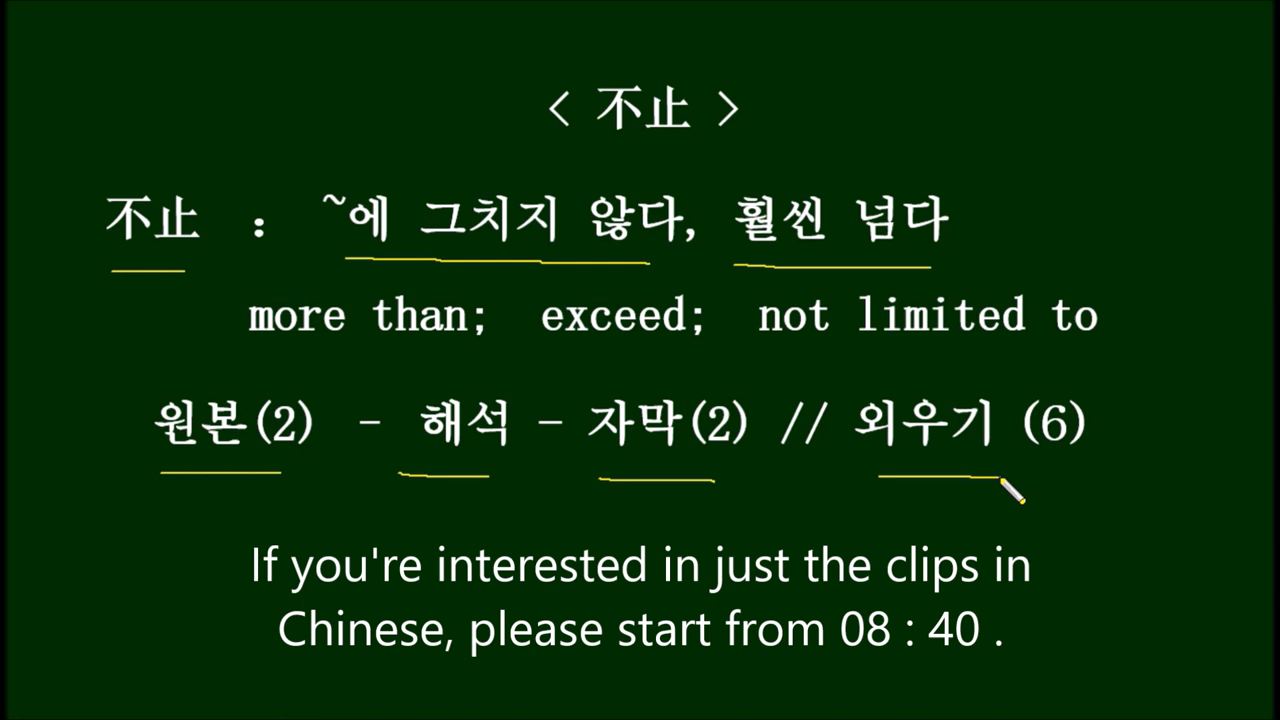 < 不止 >
不止 : ~에 그치지 않다, 훨씬 넘다
more than; exceed; not limited to
원본(2) - 해석 - 자막(2) // 외우기 (6)
If you're interested in just the clips in
Chinese, please start from 08 : 40 .